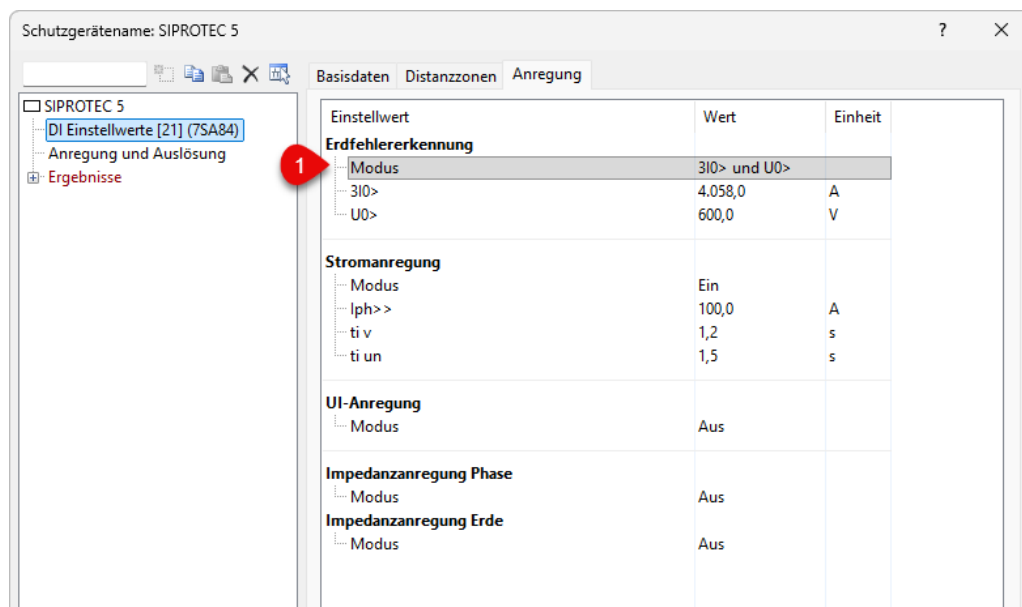 Schutzgerätename: SIPROTEC 5 ?
Basisdaten Distanzzonen Anregung
SIPROTEC 5
DI Einstellwerte [21] (7SA84)
Anregung und Auslösung
Ergebnisse
Einstellwert Wert Einheit
Erdfehlererkennung
1
Modus 3I0> und U0>
3I0> 4.058,0 A
U0> 600,0 V
Stromanregung
Modus Ein
Iph>> 100,0 A
ti v 1,2 s
ti un 1,5 s
UI-Anregung
Modus Aus
Impedanzanregung Phase
Modus Aus
Impedanzanregung Erde
Modus Aus